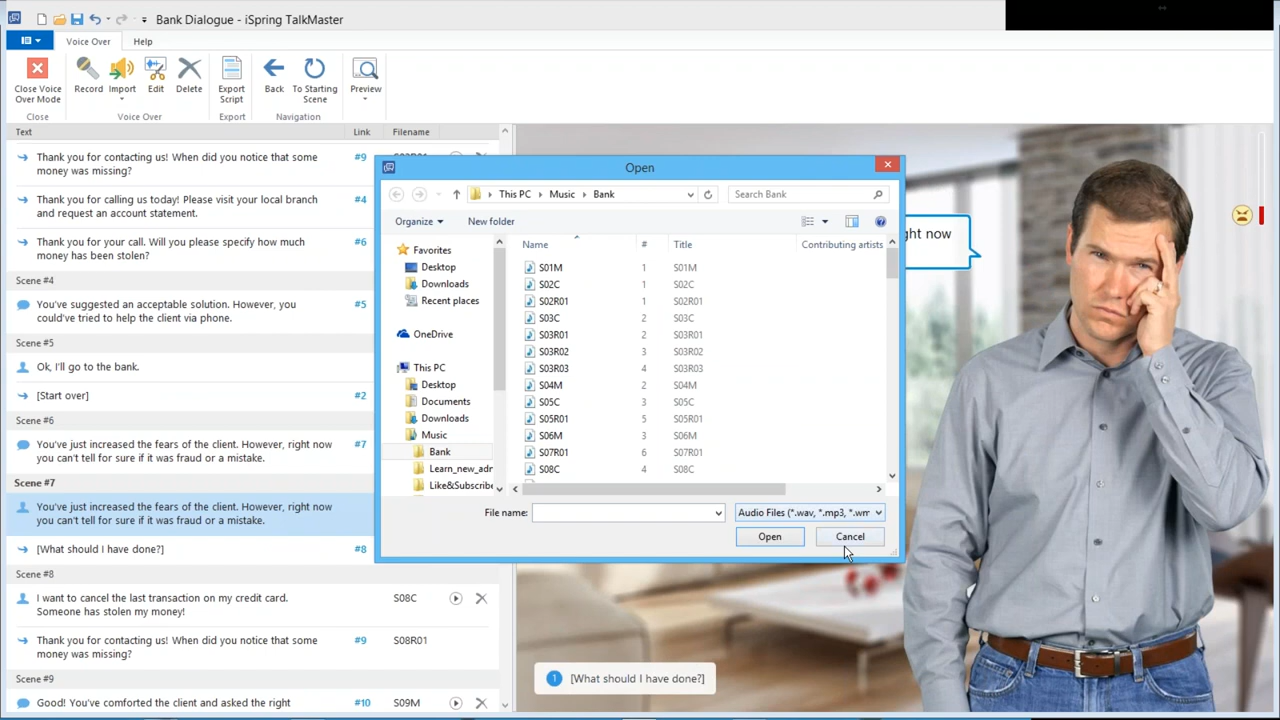 Bank Dialogue - iSpring TalkMaster
Voice Over
Help
Close Voice
Over Mode
Record
Import
Edit
Delete
Export
Script
Back
To Starting
Scene
Preview
Close
Voice Over
Export
Navigation
Text
Link
Filename
Thank you for contacting us! When did you notice that some
money was missing?
#9
Thank you for calling us today! Please visit your local branch
and request an account statement.
#4
Thank you for your call. Will you please specify how much
money has been stolen?
#6
Scene #4
You've suggested an acceptable solution. However, you
could've tried to help the client via phone.
#5
Scene #5
Ok, I'll go to the bank.
[Start over]
#2
Scene #6
You've just increased the fears of the client. However, right now
you can't tell for sure if it was fraud or a mistake.
#7
Scene #7
You've just increased the fears of the client. However, right now
you can't tell for sure if it was fraud or a mistake.
[What should I have done?]
#8
Scene #8
I want to cancel the last transaction on my credit card.
Someone has stolen my money!
S08C
Thank you for contacting us! When did you notice that some
money was missing?
#9
S08R01
Scene #9
Good! You've comforted the client and asked the right
#10
S09M
Open
This PC
Music
Bank
Search Bank
Organize
New folder
Favorites
Desktop
Downloads
Recent places
OneDrive
This PC
Desktop
Documents
Downloads
Music
Bank
Learn_new_adr
Like&Subscribe
Name
#
Title
Contributing artists
S01M 1 S01M
S02C 1 S02C
S02R01 1 S02R01
S03C 2 S03C
S03R01 2 S03R01
S03R02 3 S03R02
S03R03 4 S03R03
S04M 2 S04M
S05C 3 S05C
S05R01 5 S05R01
S06M 3 S06M
S07R01 6 S07R01
S08C 4 S08C
File name:
Audio Files (*.wav, *.mp3, *.wm
Open
Cancel
ght now
1 [What should I have done?]